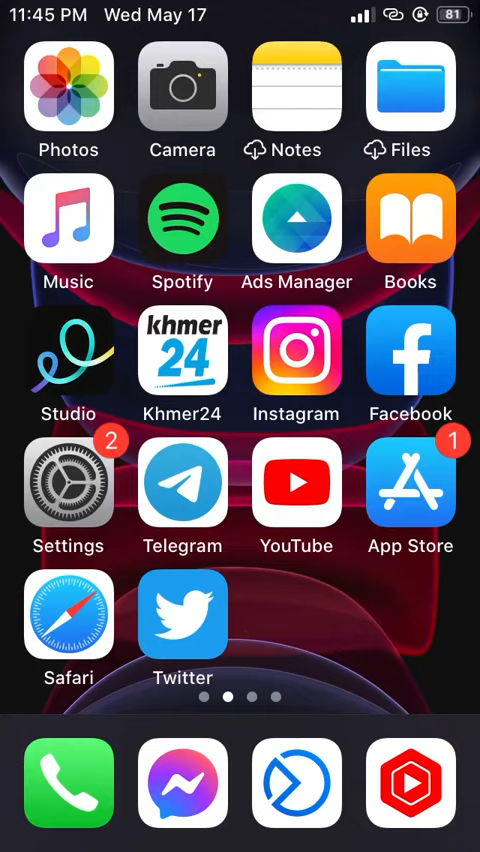 11:45 PM Wed May 17 81
Photos Camera Notes Files
Music Spotify Ads Manager Books
khmer
24
Studio Khmer24 Instagram Facebook
2 1
Settings Telegram YouTube App Store
Safari Twitter